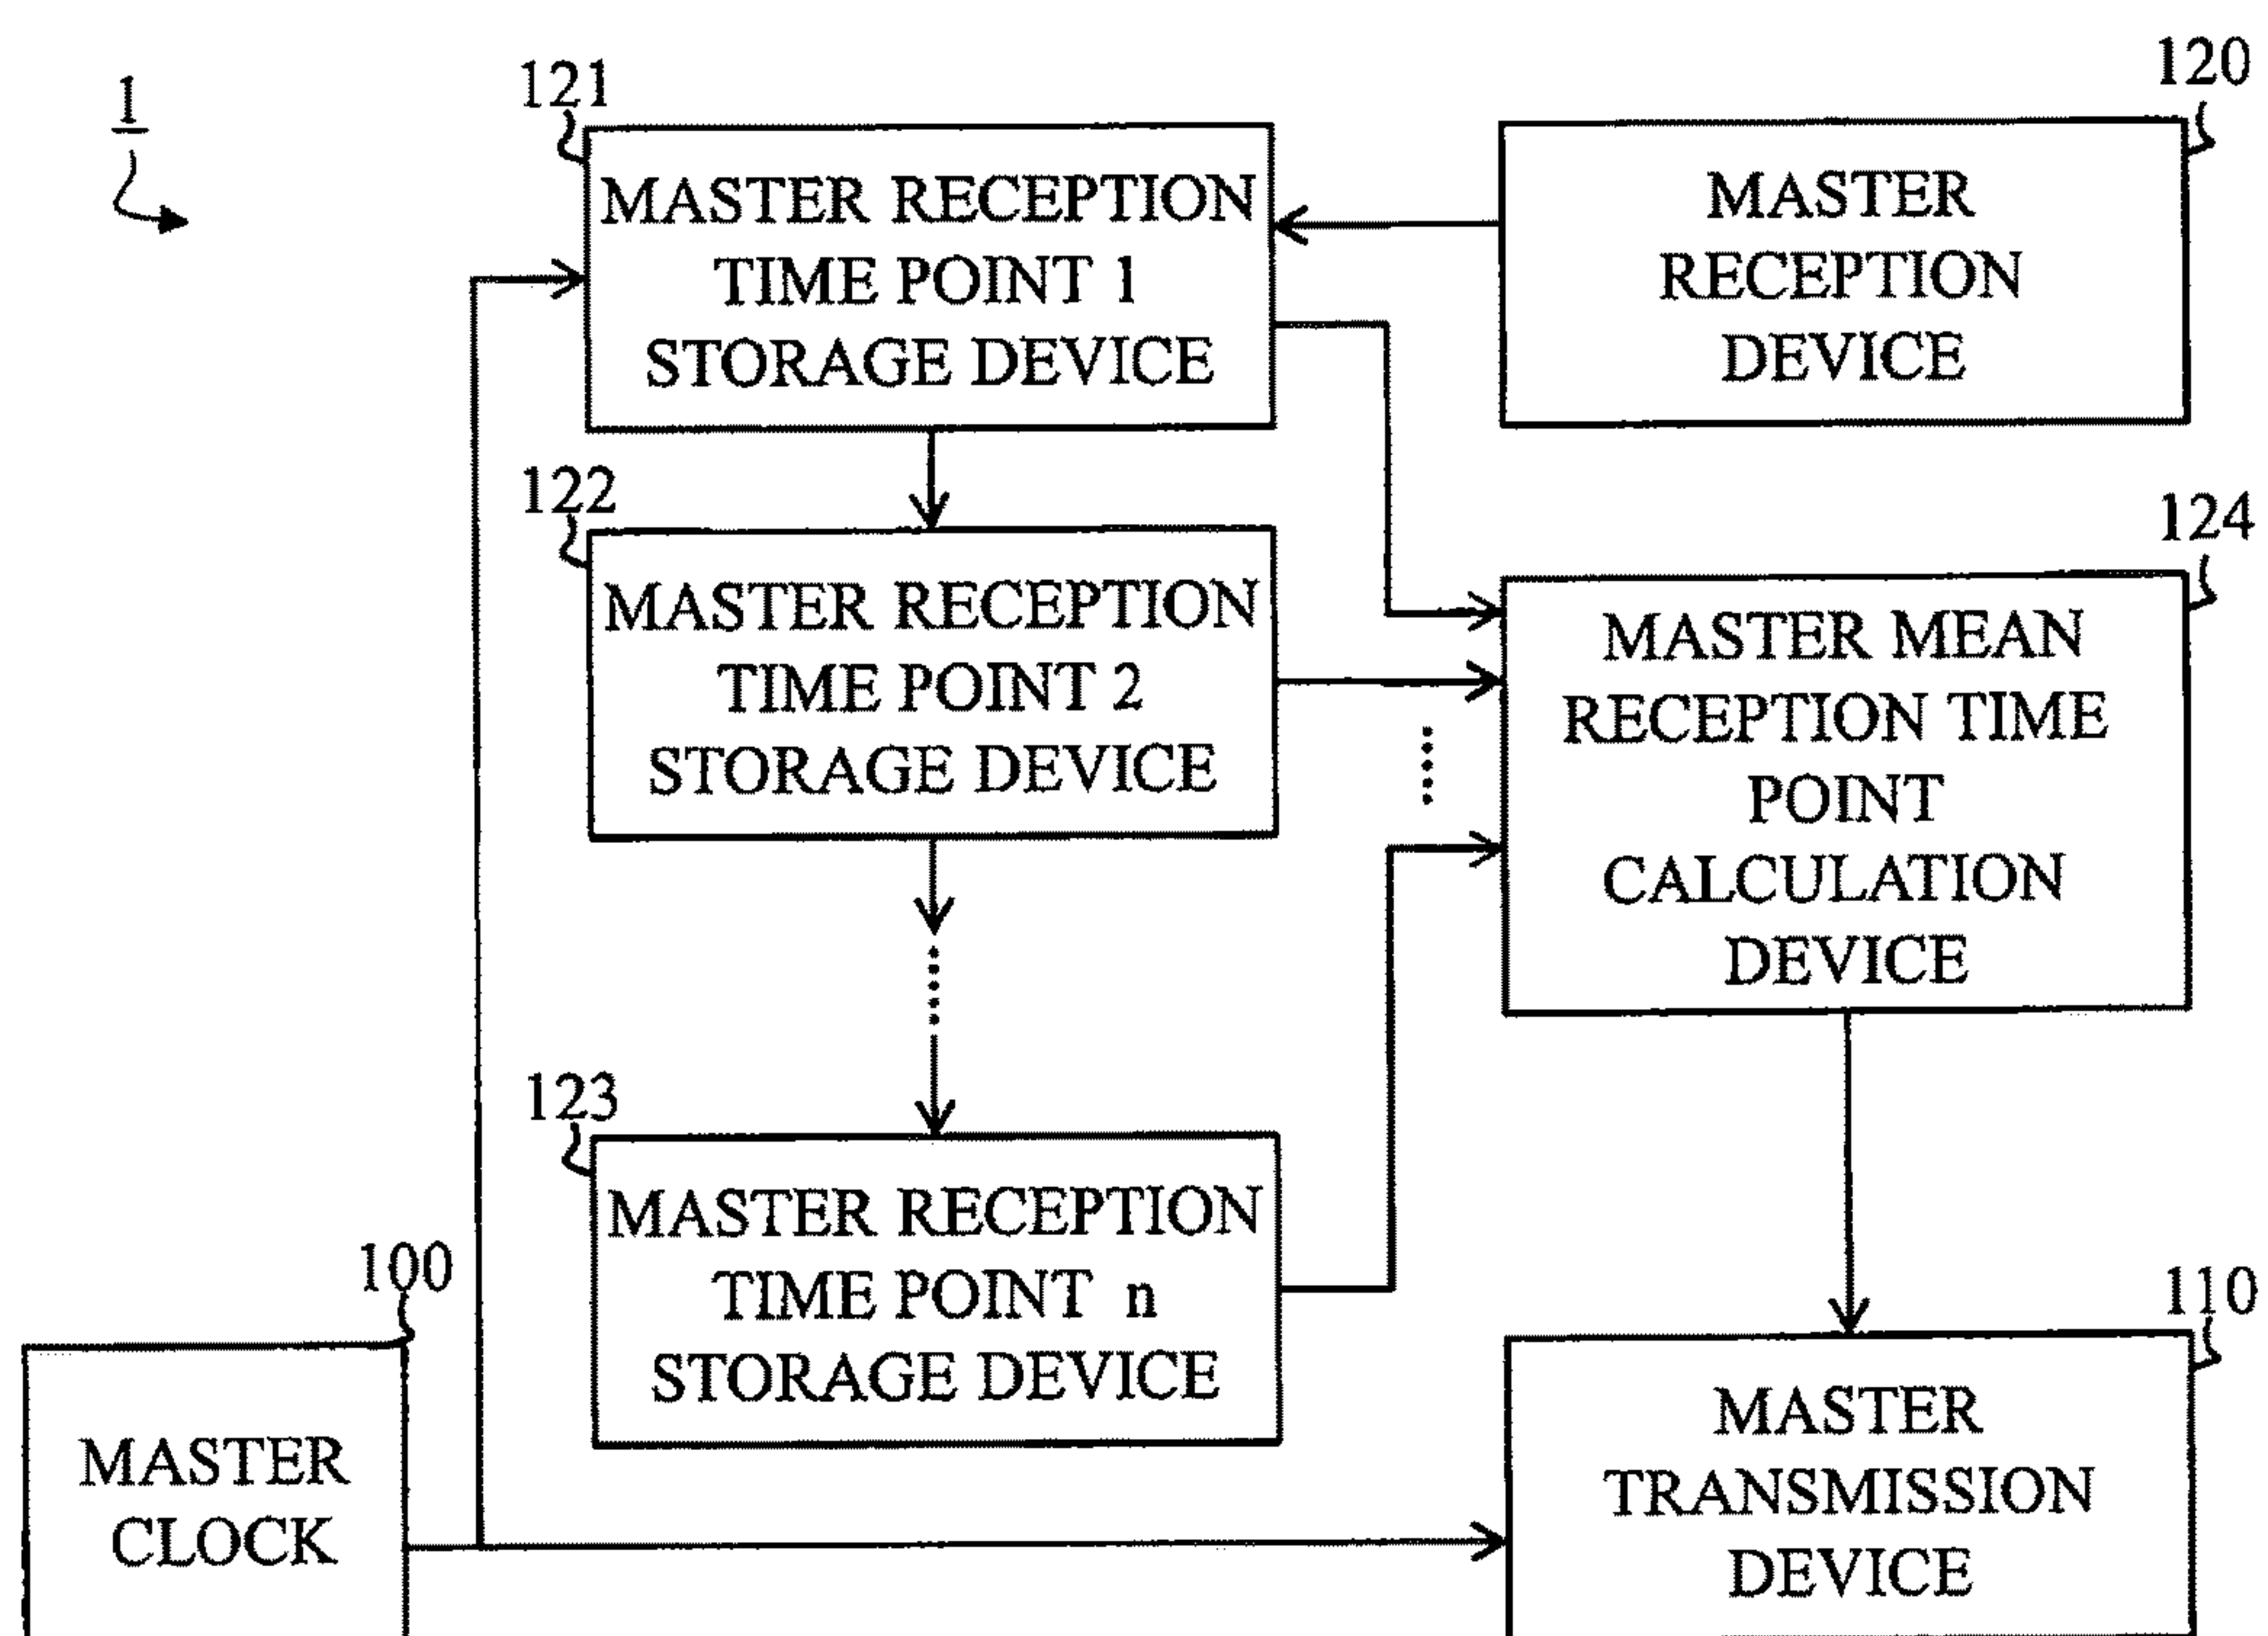 1
121
MASTER RECEPTION
TIME POINT 1
STORAGE DEVICE
120
MASTER
RECEPTION
DEVICE
122
MASTER RECEPTION
TIME POINT 2
STORAGE DEVICE
124
MASTER MEAN
RECEPTION TIME
POINT
CALCULATION
DEVICE
123
MASTER RECEPTION
TIME POINT n
STORAGE DEVICE
100
MASTER
CLOCK
110
MASTER
TRANSMISSION
DEVICE